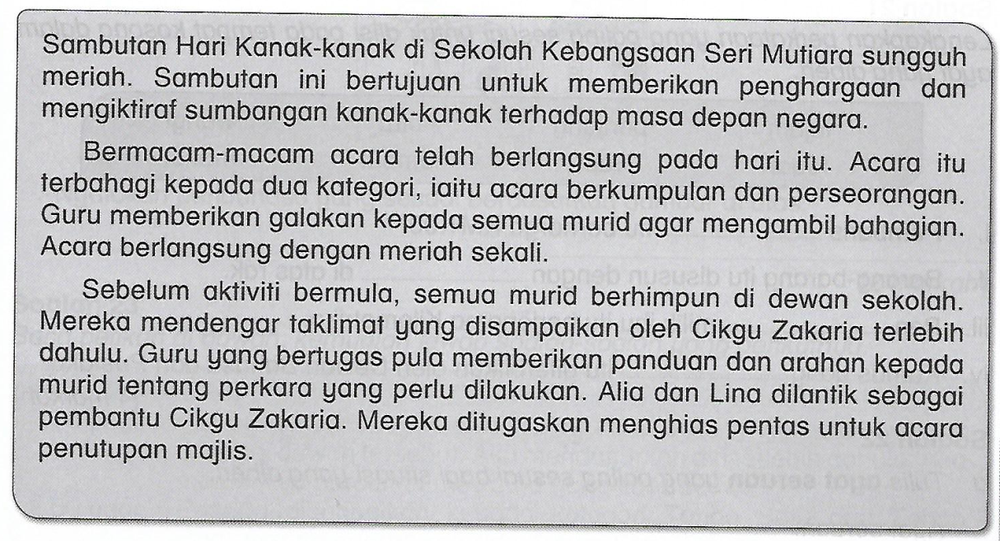 Sambutan Hari Kanak-kanak di Sekolah Kebangsaan Seri Mutiara sungguh
meriah. Sambutan ini bertujuan untuk memberikan penghargaan dan
mengiktiraf sumbangan kanak-kanak terhadap masa depan negara.
Bermacam-macam acara telah berlangsung pada hari itu. Acara itu
terbahagi kepada dua kategori, iaitu acara berkumpulan dan perseorangan.
Guru memberikan galakan kepada semua murid agar mengambil bahagian.
Acara berlangsung dengan meriah sekali.
Sebelum aktiviti bermula, semua murid berhimpun di dewan sekolah.
Mereka mendengar taklimat yang disampaikan oleh Cikgu Zakaria terlebih
dahulu. Guru yang bertugas pula memberikan panduan dan arahan kepada
murid tentang perkara yang perlu dilakukan. Alia dan Lina dilantik sebagai
pembantu Cikgu Zakaria. Mereka ditugaskan menghias pentas untuk acara
penutupan majlis.